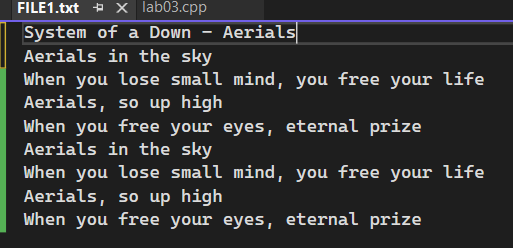 FILE1.txt lab03.cpp
System of a Down - Aerials
Aerials in the sky
When you lose small mind, you free your life
Aerials, so up high
When you free your eyes, eternal prize
Aerials in the sky
When you lose small mind, you free your life
Aerials, so up high
When you free your eyes, eternal prize